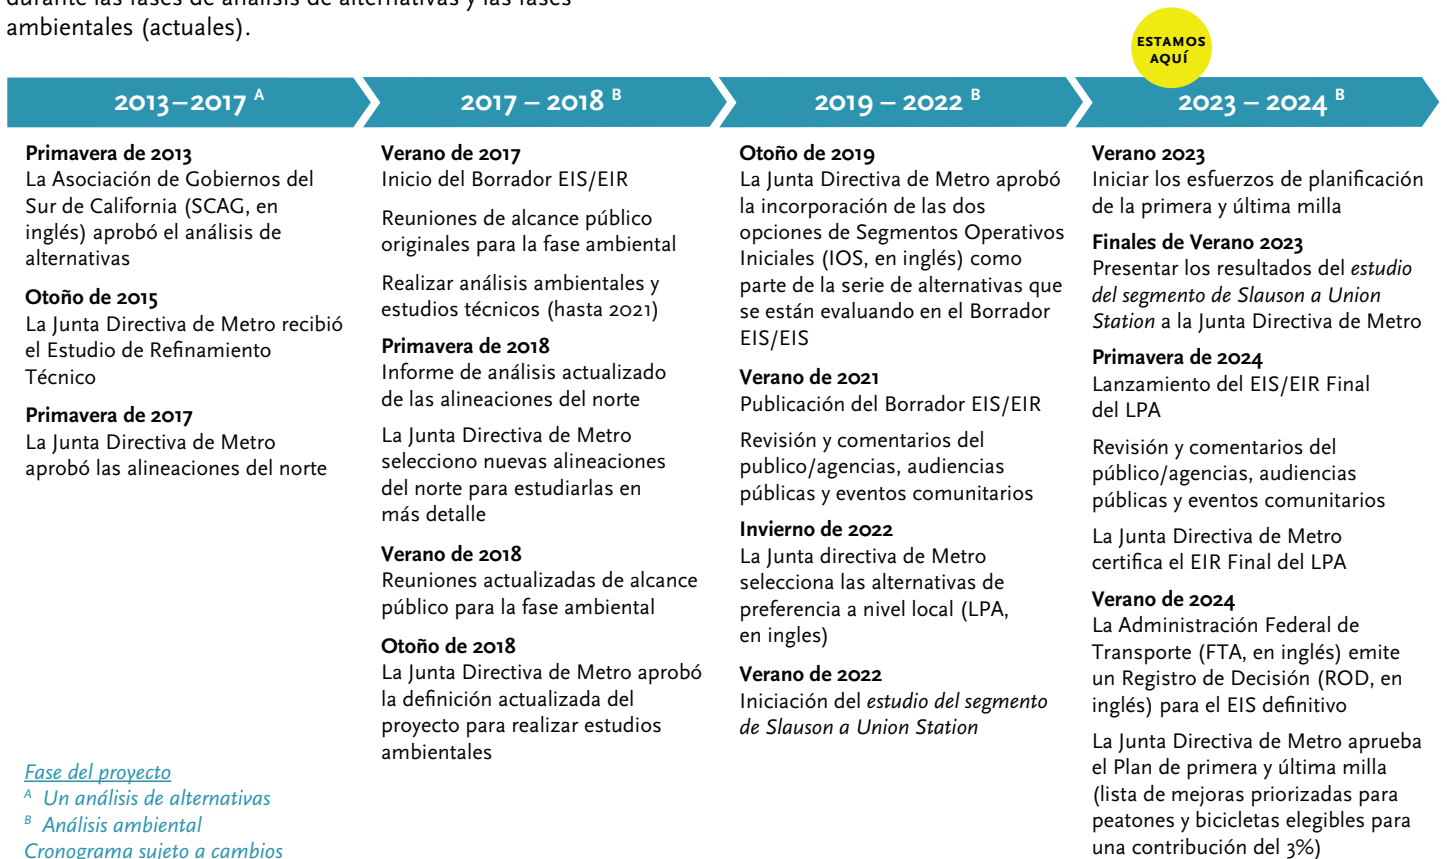 ambientales (actuales).
ESTAMOS
AQUÍ
2013–2017 A
2017 – 2018 B
2019 – 2022 B
2023 – 2024 B
Primavera de 2013
La Asociación de Gobiernos del
Sur de California (SCAG, en
inglés) aprobó el análisis de
alternativas
Otoño de 2015
La Junta Directiva de Metro recibió
el Estudio de Refinamiento
Técnico
Primavera de 2017
La Junta Directiva de Metro
aprobó las alineaciones del norte
Verano de 2017
Inicio del Borrador EIS/EIR
Reuniones de alcance público
originales para la fase ambiental
Realizar análisis ambientales y
estudios técnicos (hasta 2021)
Primavera de 2018
Informe de análisis actualizado
de las alineaciones del norte
La Junta Directiva de Metro
selecciono nuevas alineaciones
del norte para estudiarlas en
más detalle
Verano de 2018
Reuniones actualizadas de alcance
público para la fase ambiental
Otoño de 2018
La Junta Directiva de Metro aprobó
la definición actualizada del
proyecto para realizar estudios
ambientales
Otoño de 2019
La Junta Directiva de Metro aprobó
la incorporación de las dos
opciones de Segmentos Operativos
Iniciales (IOS, en inglés) como
parte de la serie de alternativas que
se están evaluando en el Borrador
EIS/EIS
Verano de 2021
Publicación del Borrador EIS/EIR
Revisión y comentarios del
publico/agencias, audiencias
públicas y eventos comunitarios
Invierno de 2022
La Junta directiva de Metro
selecciona las alternativas de
preferencia a nivel local (LPA,
en ingles)
Verano de 2022
Iniciación del estudio del segmento
de Slauson a Union Station
Verano 2023
Iniciar los esfuerzos de planificación
de la primera y última milla
Finales de Verano 2023
Presentar los resultados del estudio
del segmento de Slauson a Union
Station a la Junta Directiva de Metro
Primavera de 2024
Lanzamiento del EIS/EIR Final
del LPA
Revisión y comentarios del
público/agencias, audiencias
públicas y eventos comunitarios
La Junta Directiva de Metro
certifica el EIR Final del LPA
Verano de 2024
La Administración Federal de
Transporte (FTA, en inglés) emite
un Registro de Decisión (ROD, en
inglés) para el EIS definitivo
La Junta Directiva de Metro aprueba
el Plan de primera y última milla
(lista de mejoras priorizadas para
peatones y bicicletas elegibles para
una contribución del 3%)
Fase del proyecto
A Un análisis de alternativas
B Análisis ambiental
Cronograma sujeto a cambios